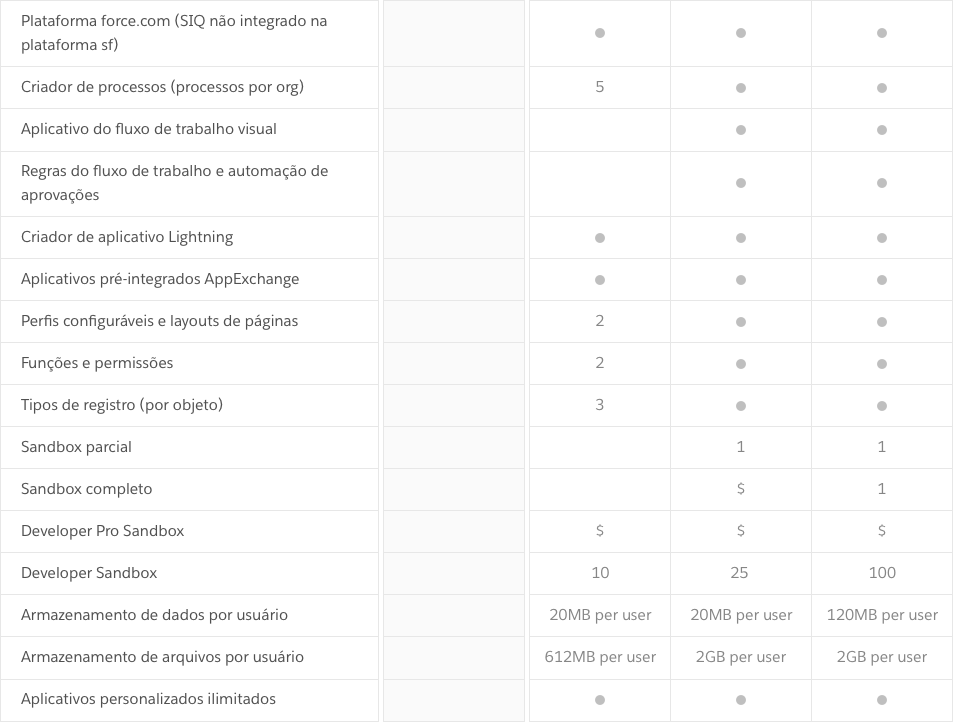 Plataforma force.com (SIQ não integrado na
plataforma sf)
Criador de processos (processos por org) 5
Aplicativo do fluxo de trabalho visual
Regras do fluxo de trabalho e automação de
aprovações
Criador de aplicativo Lightning
Aplicativos pré-integrados AppExchange
Perfis configuráveis e layouts de páginas 2
Funções e permissões 2
Tipos de registro (por objeto) 3
Sandbox parcial 1 1
Sandbox completo $ 1
Developer Pro Sandbox $ $ $
Developer Sandbox 10 25 100
Armazenamento de dados por usuário 20MB per user 20MB per user 120MB per user
Armazenamento de arquivos por usuário 612MB per user 2GB per user 2GB per user
Aplicativos personalizados ilimitados